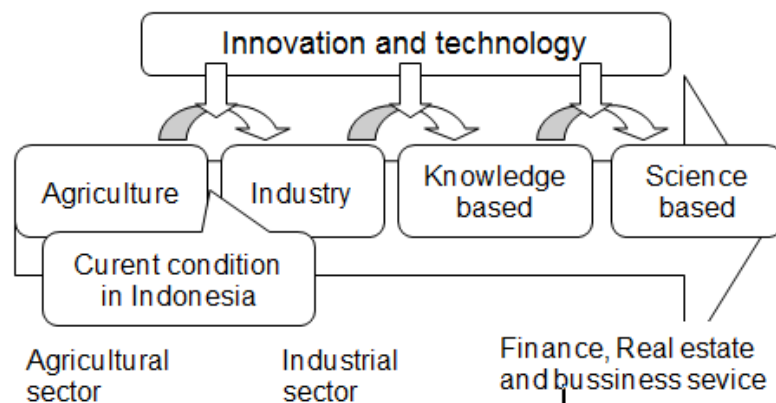 Innovation and technology
Agriculture
Industry
Knowledge
based
Science
based
Curent condition
in Indonesia
Agricultural
sector
Industrial
sector
Finance, Real estate
and bussiness sevice